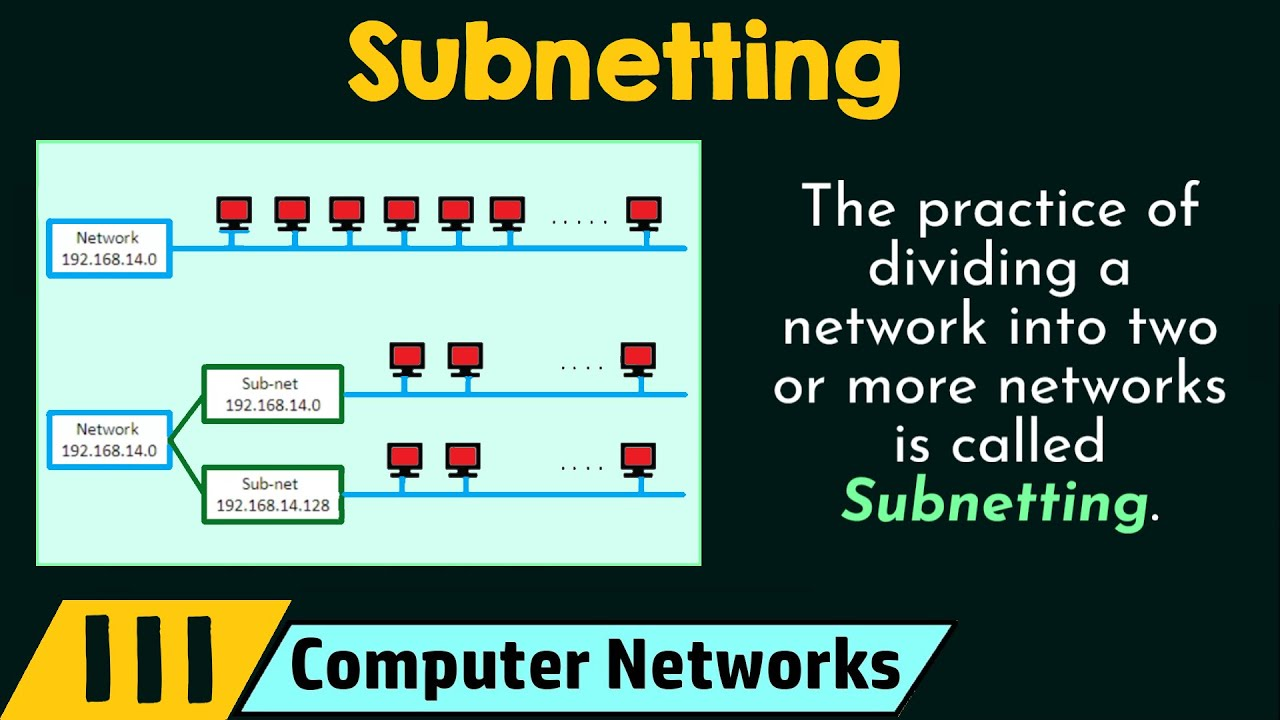 Subnetting
Network
192.168.14.0
. . . . .
Network
192.168.14.0
Sub-net
192.168.14.0
. . . .
Sub-net
192.168.14.128
. . . .
The practice of
dividing a
network into two
or more networks
is called
Subnetting.
111
Computer Networks